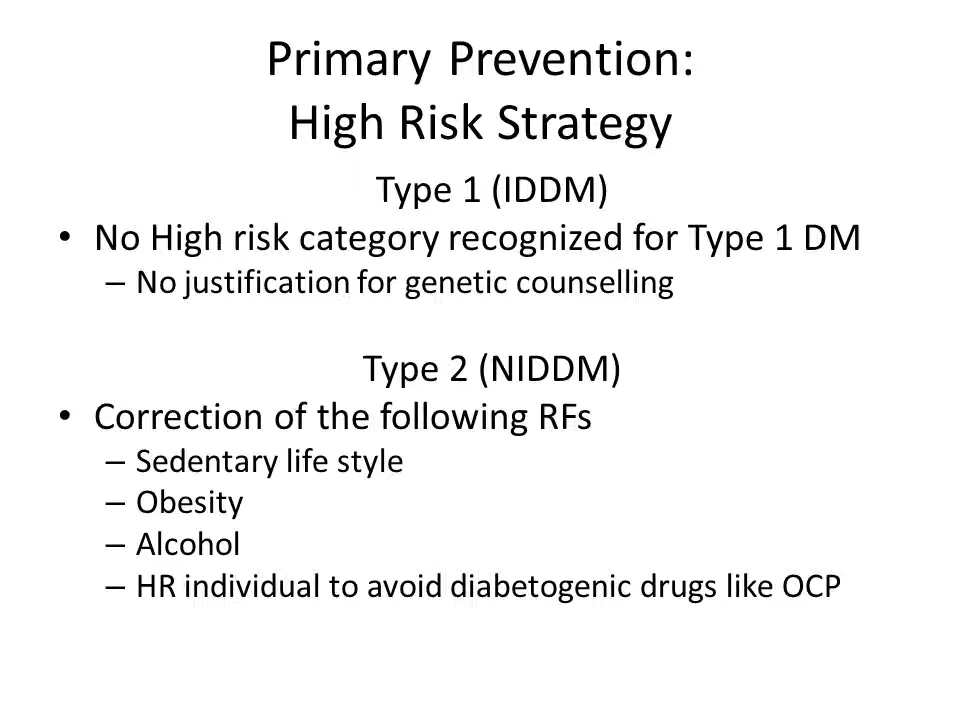 Primary Prevention:
High Risk Strategy
Type 1 (IDDM)
• No High risk category recognized for Type 1 DM
– No justification for genetic counselling
Type 2 (NIDDM)
• Correction of the following RFs
– Sedentary life style
– Obesity
– Alcohol
– HR individual to avoid diabetogenic drugs like OCP